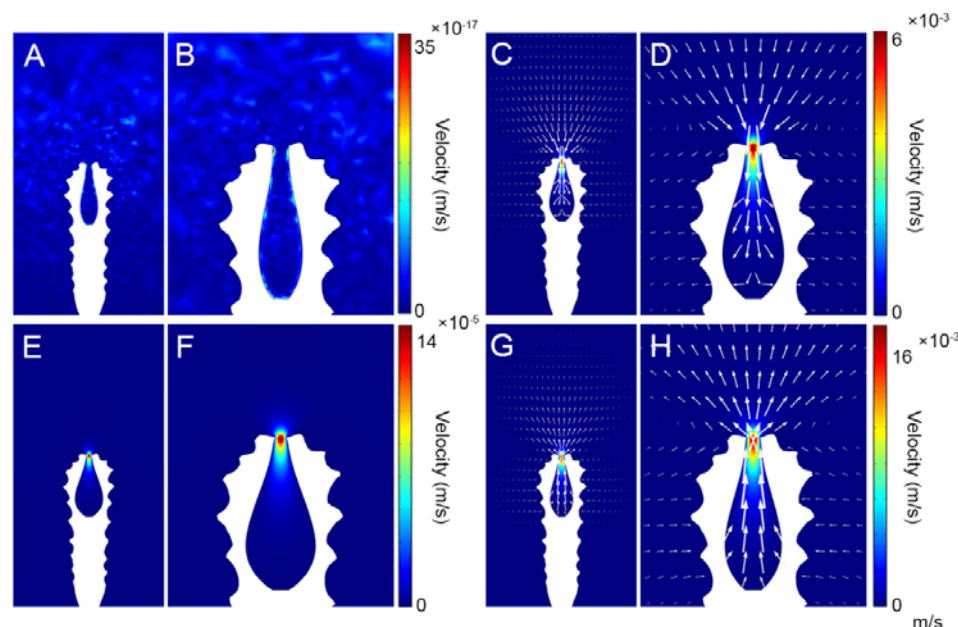 A
B
×10⁻¹⁷
35
Velocity (m/s)
0
C
D
×10⁻³
6
Velocity (m/s)
0
E
F
×10⁻⁵
14
Velocity (m/s)
0
G
H
×10⁻³
16
Velocity (m/s)
0
m/s